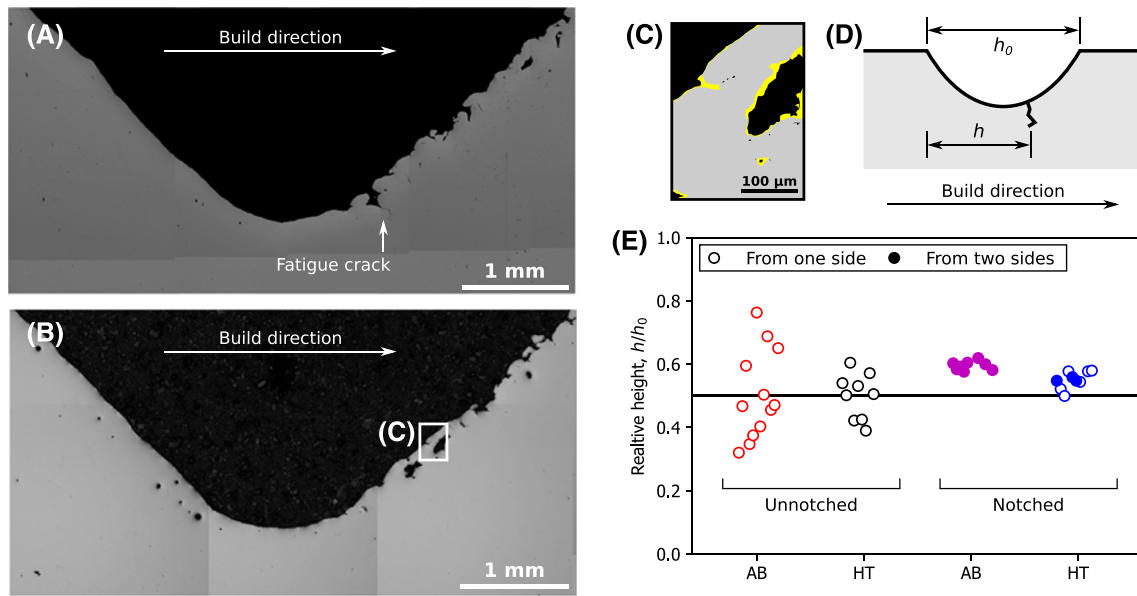 (A)
Build direction
Fatigue crack
1 mm
(B)
Build direction
(C)
1 mm
(C)
100 µm
(D)
h0
h
Build direction
(E)
From one side
From two sides
Realtive height, h/h0
1.0
0.8
0.6
0.4
0.2
0.0
Unnotched
Notched
AB
HT
AB
HT